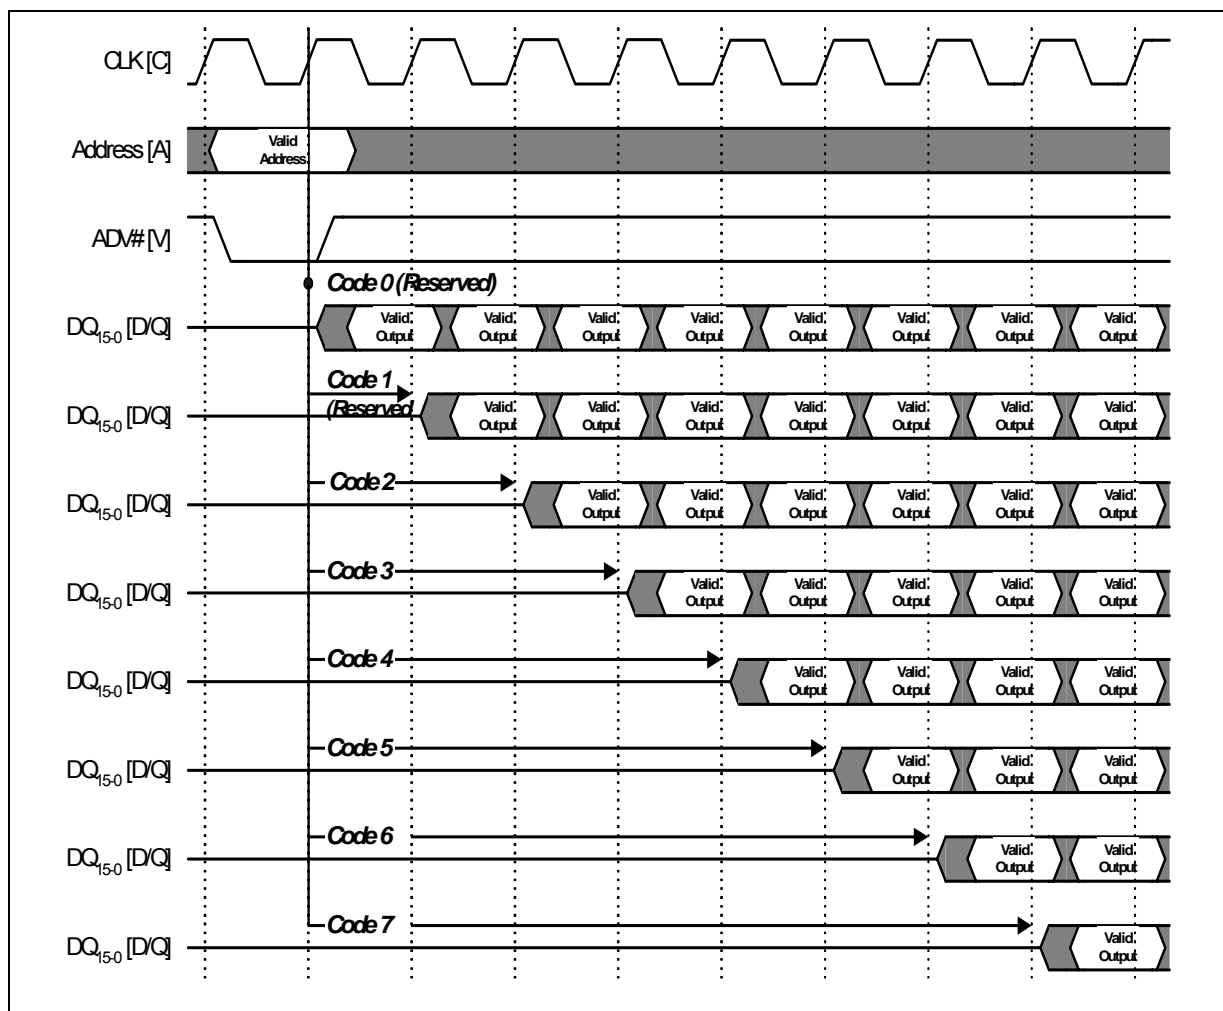 CLK [C]
Address [A]
Valid
Address
ADV# [V]
Code 0 (Reserved)
DQ15-0 [D/Q]
Valid Valid Valid Valid Valid Valid Valid Valid
Output Output Output Output Output Output Output Output
Code 1
(Reserved
DQ15-0 [D/Q]
Valid Valid Valid Valid Valid Valid Valid
Output Output Output Output Output Output Output
Code 2
DQ15-0 [D/Q]
Valid Valid Valid Valid Valid Valid
Output Output Output Output Output Output
Code 3
DQ15-0 [D/Q]
Valid Valid Valid Valid Valid
Output Output Output Output Output
Code 4
DQ15-0 [D/Q]
Valid Valid Valid Valid
Output Output Output Output
Code 5
DQ15-0 [D/Q]
Valid Valid Valid
Output Output Output
Code 6
DQ15-0 [D/Q]
Valid Valid
Output Output
Code 7
DQ15-0 [D/Q]
Valid
Output